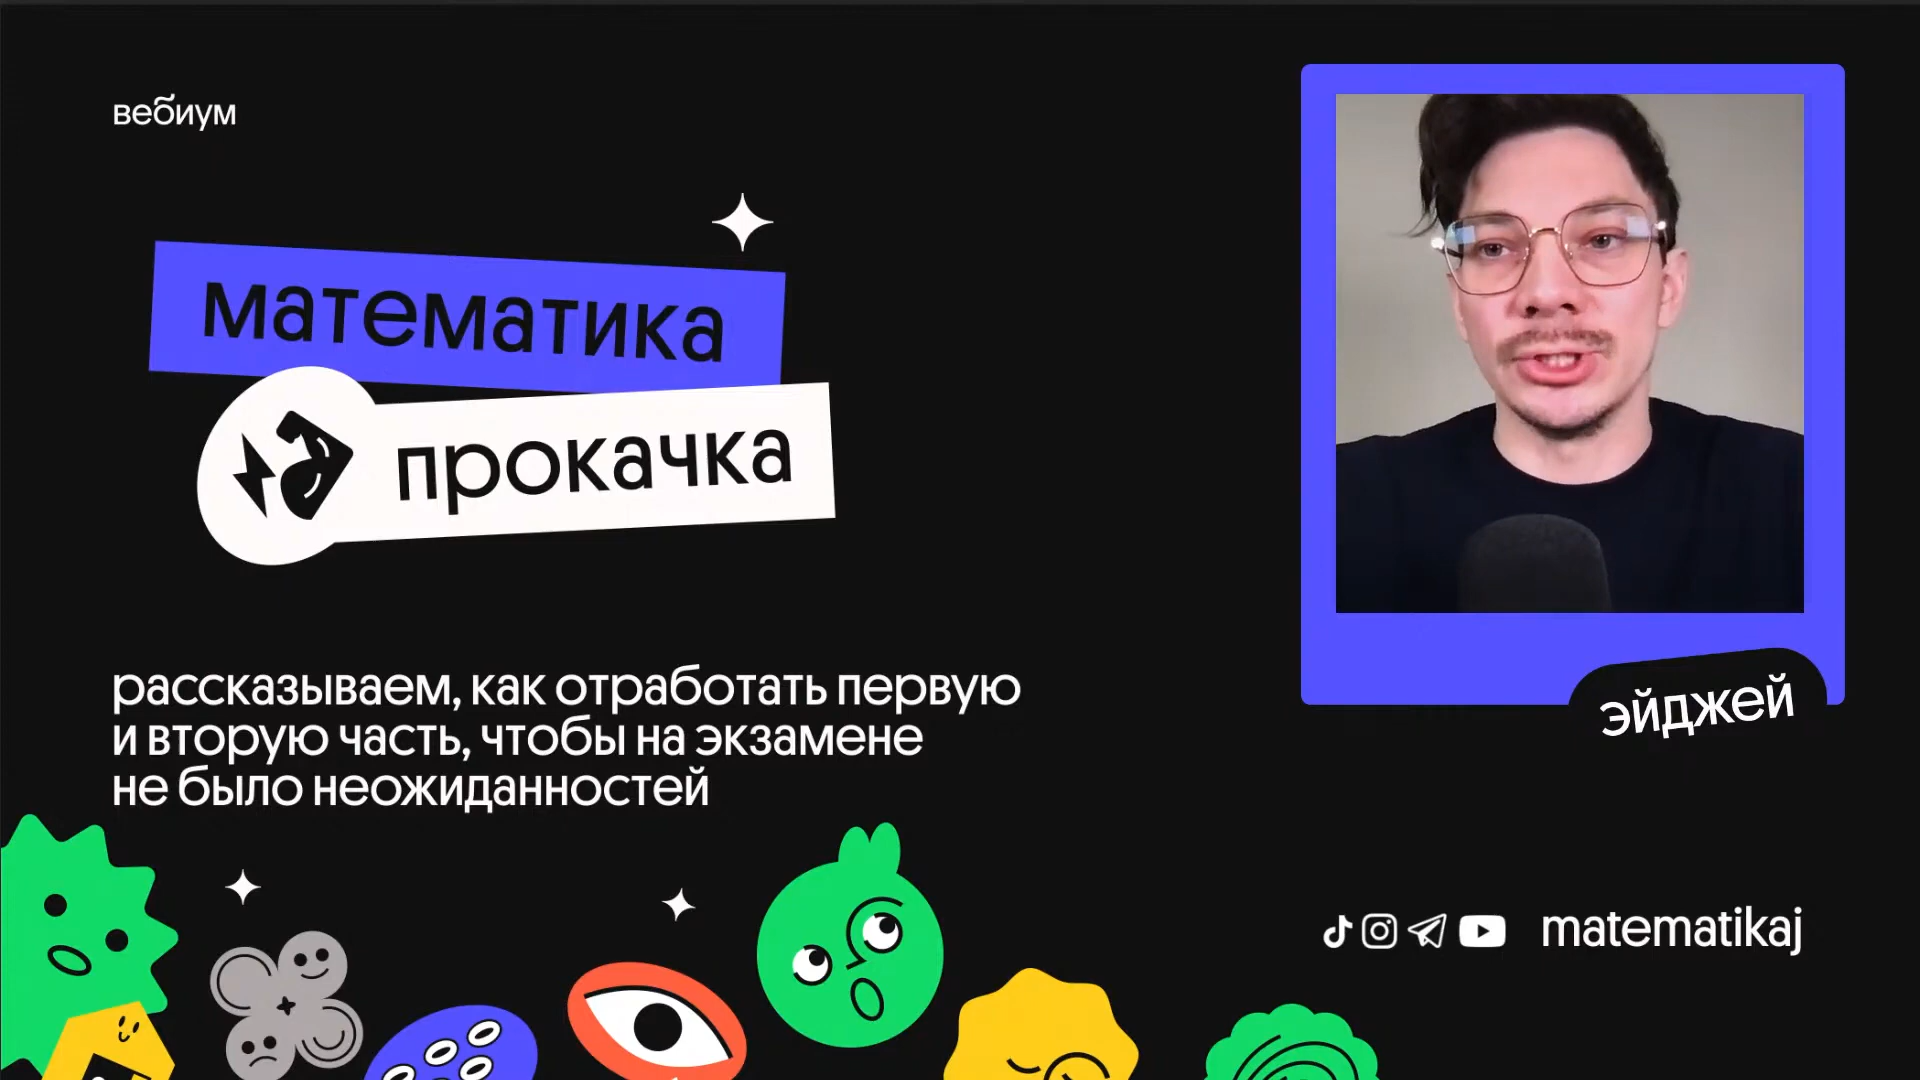 вебиум
математика
прокачка
рассказываем, как отработать первую
и вторую часть, чтобы на экзамене
не было неожиданностей
эйджей
matematikaj